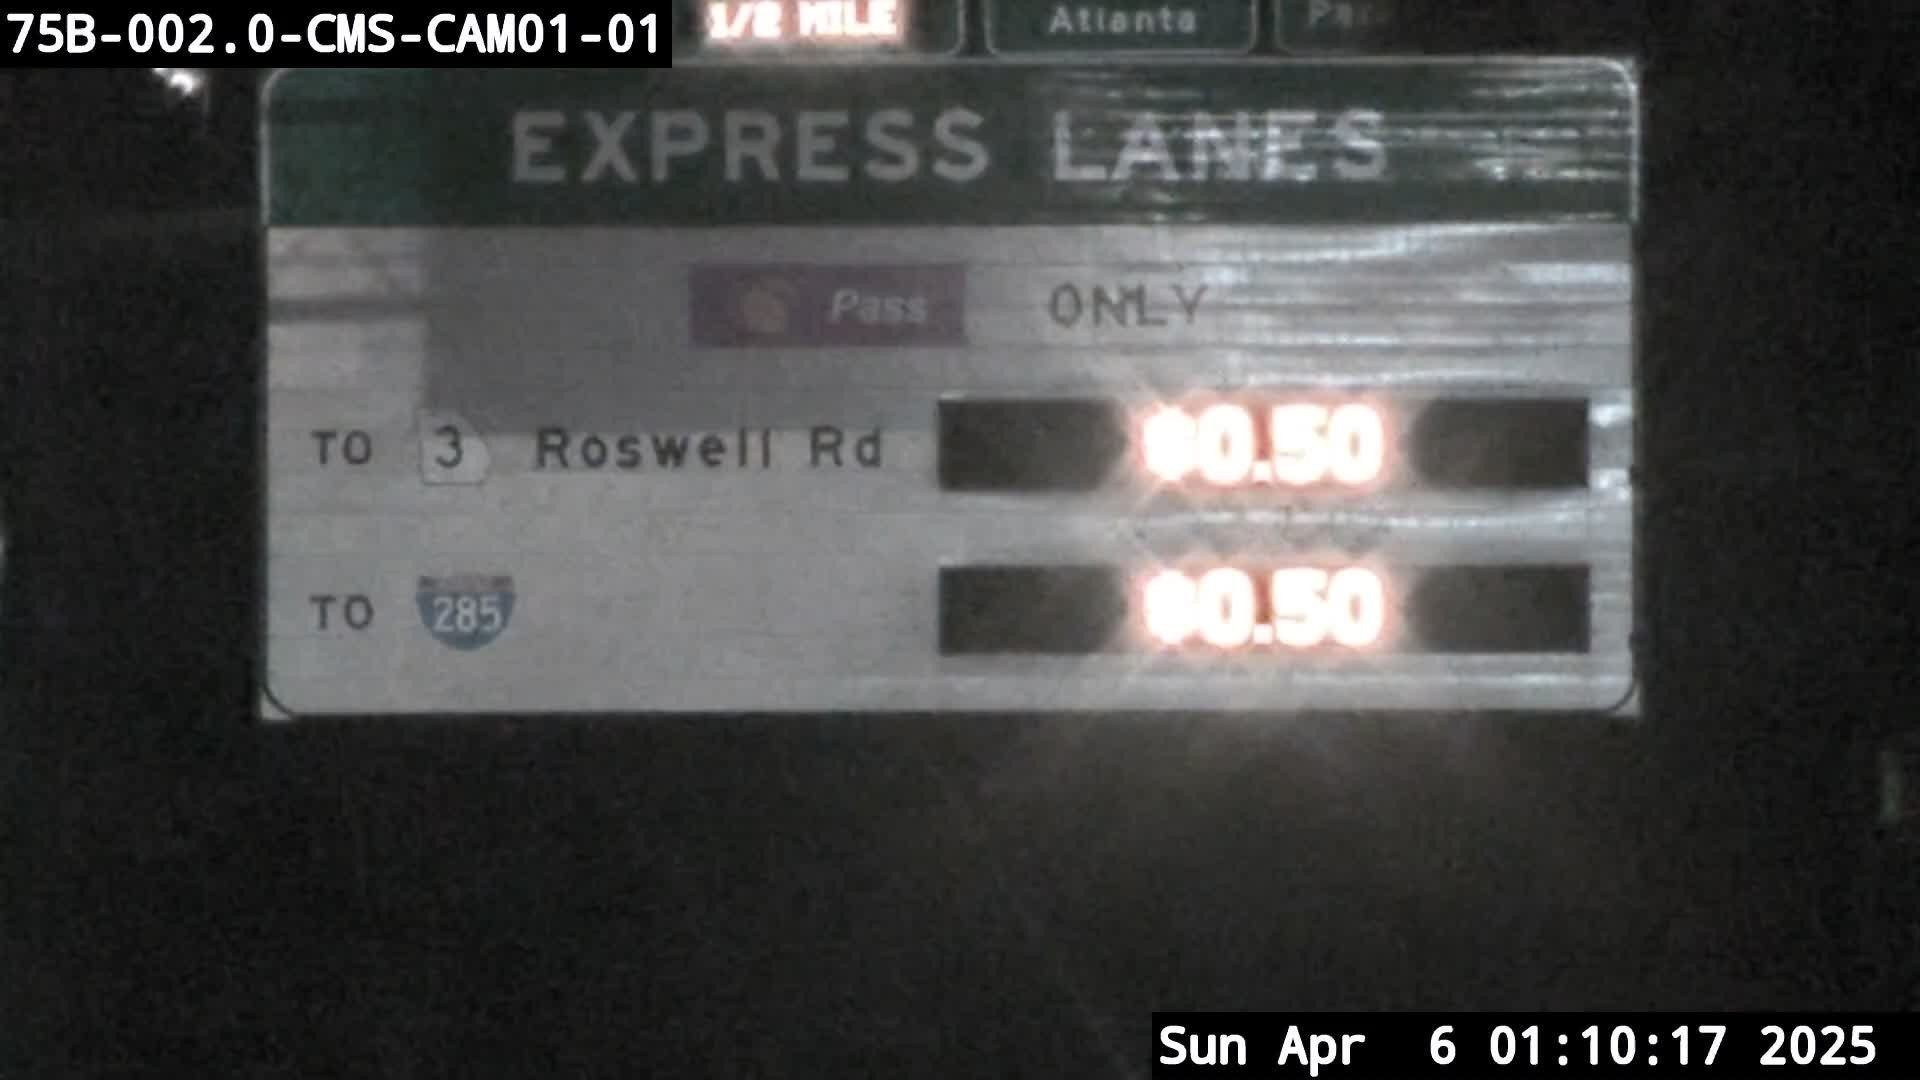 75B-002.0-CMS-CAM01-01
1/2 MILE
Atlanta
EXPRESS LANES
Pass ONLY
TO 3 Roswell Rd $0.50
TO 285 $0.50
Sun Apr 6 01:10:17 2025